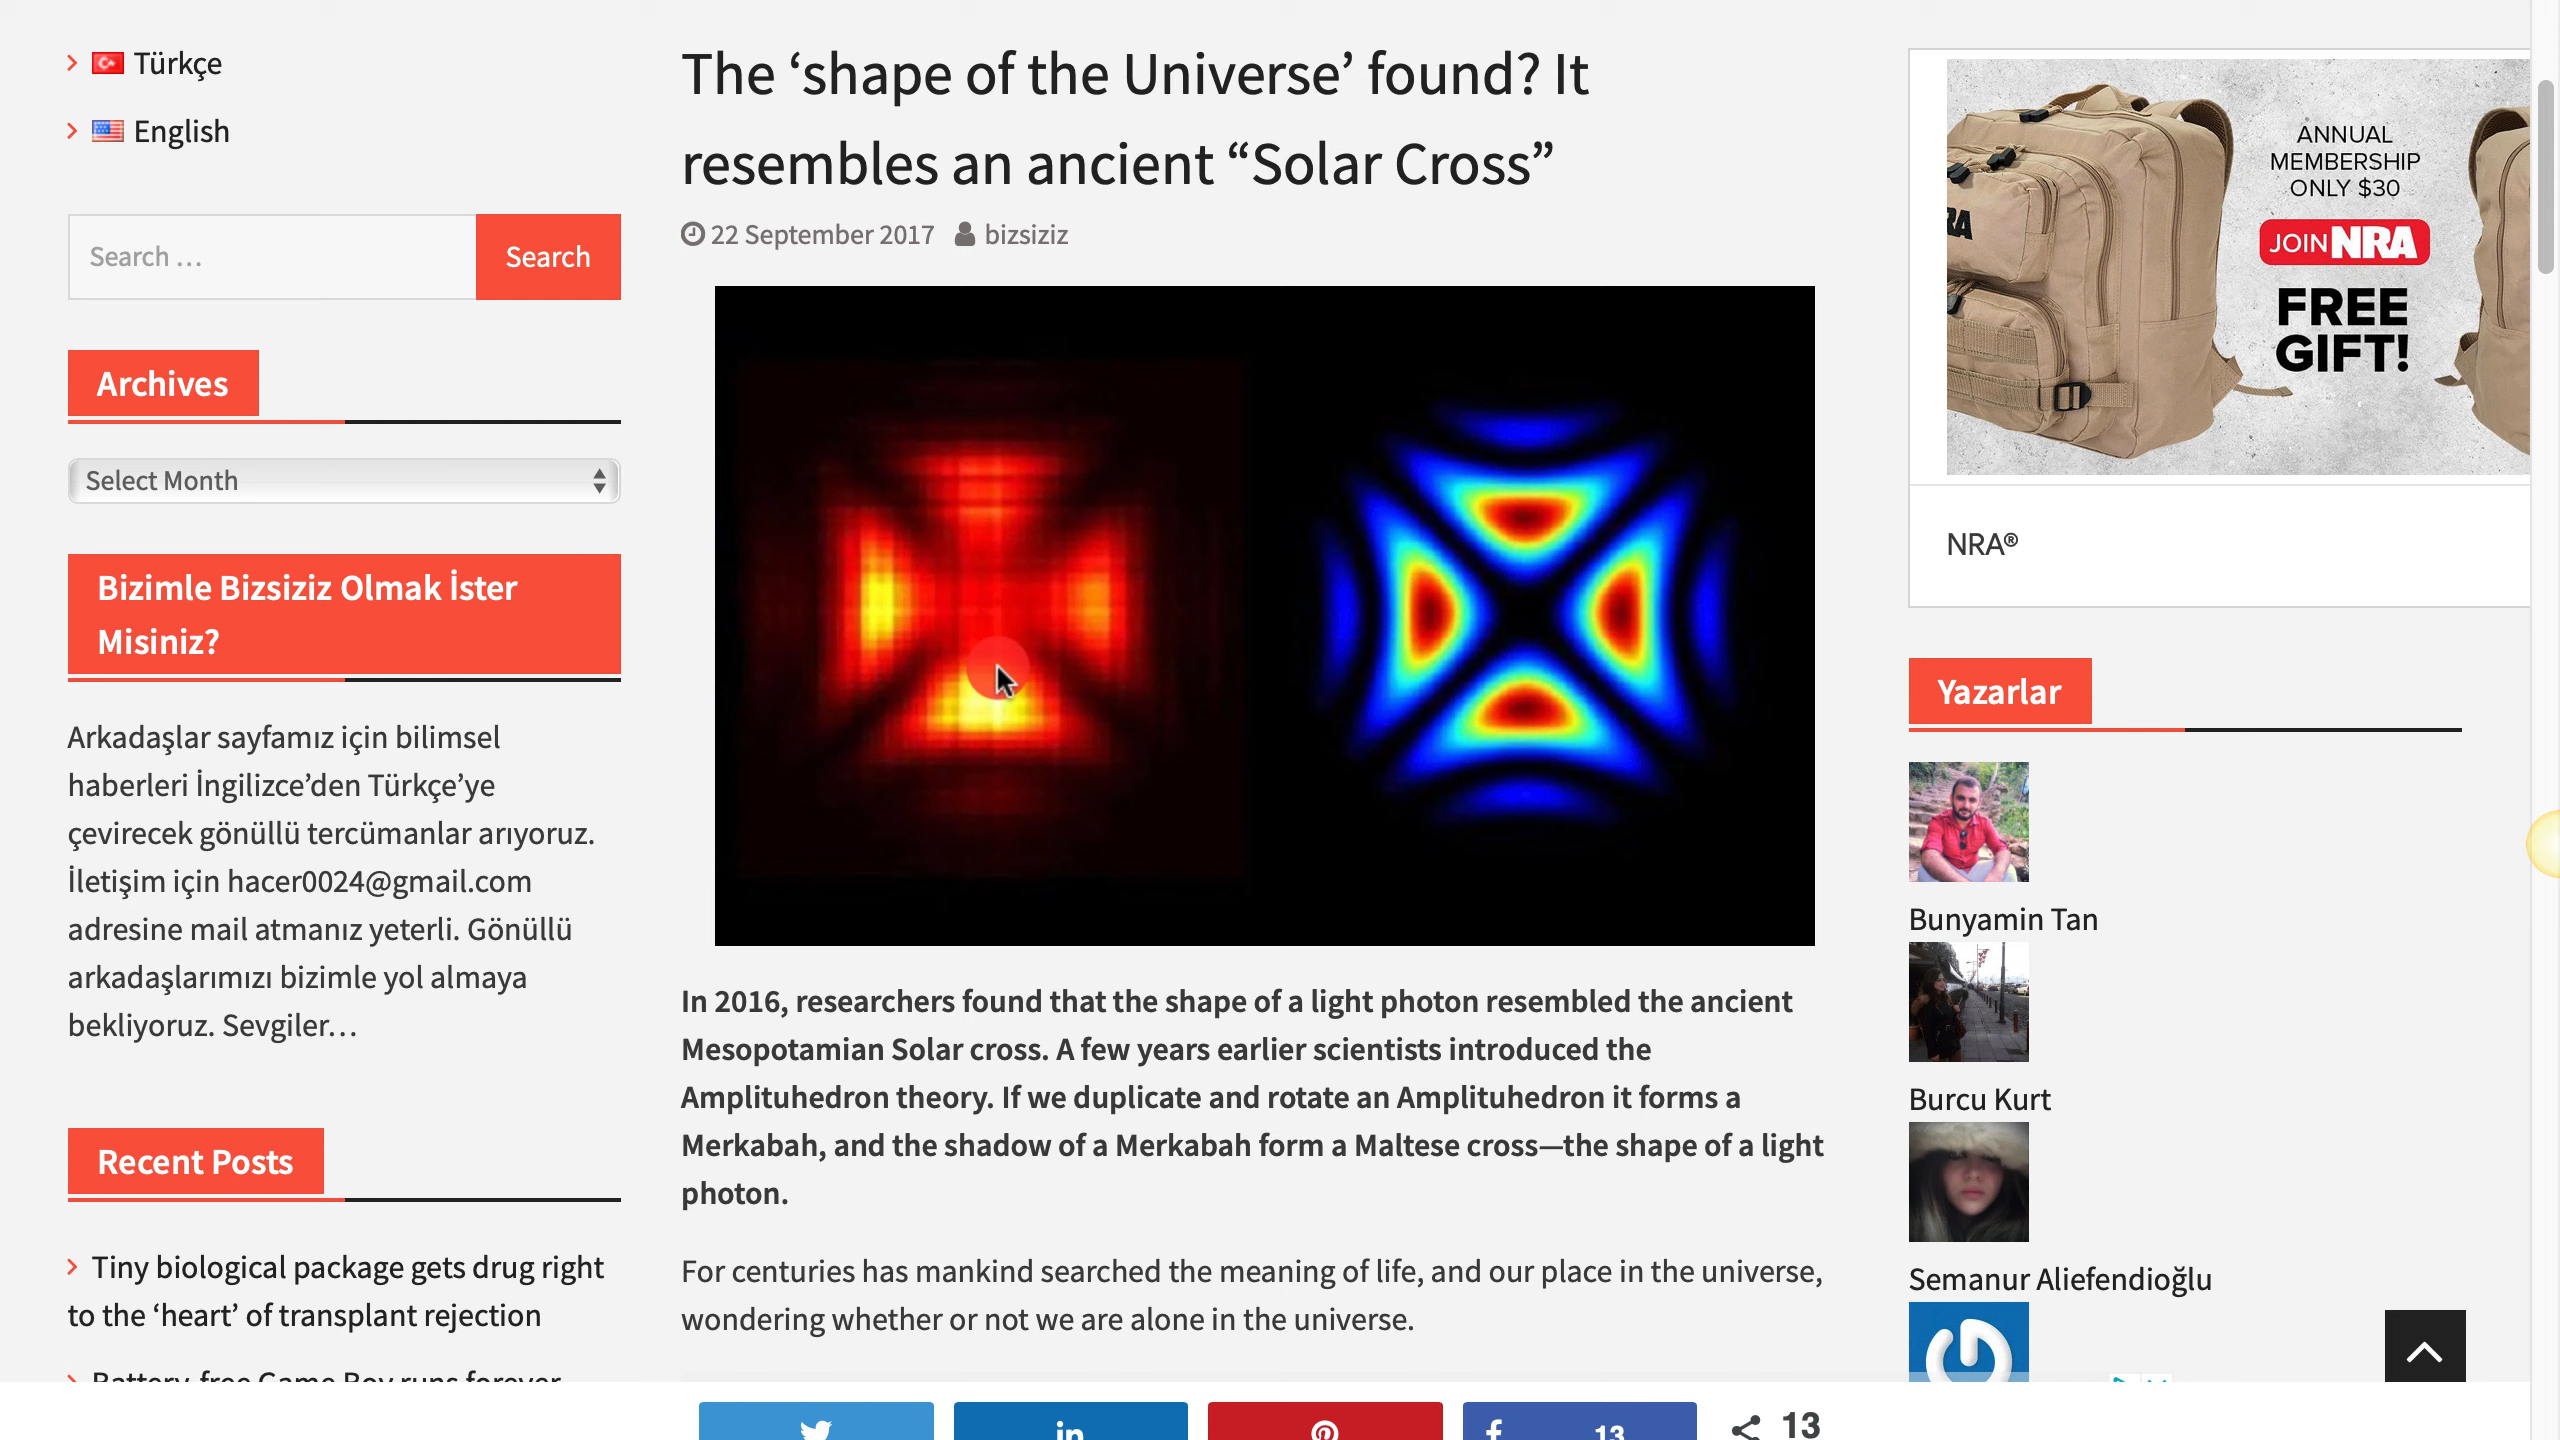 Türkçe
English
Search …
Search
Archives
Select Month
Bizimle Bizsiziz Olmak İster
Misiniz?
Arkadaşlar sayfamız için bilimsel
haberleri İngilizce’den Türkçe’ye
çevirecek gönüllü tercümanlar arıyoruz.
İletişim için hacer0024@gmail.com
adresine mail atmanız yeterli. Gönüllü
arkadaşlarımızı bizimle yol almaya
bekliyoruz. Sevgiler…
Recent Posts
Tiny biological package gets drug right
to the ‘heart’ of transplant rejection
Battery-free Game Boy runs forever
The ‘shape of the Universe’ found? It
resembles an ancient “Solar Cross”
22 September 2017 bizsiziz
In 2016, researchers found that the shape of a light photon resembled the ancient
Mesopotamian Solar cross. A few years earlier scientists introduced the
Amplituhedron theory. If we duplicate and rotate an Amplituhedron it forms a
Merkabah, and the shadow of a Merkabah form a Maltese cross—the shape of a light
photon.
For centuries has mankind searched the meaning of life, and our place in the universe,
wondering whether or not we are alone in the universe.
13
13
ANNUAL
MEMBERSHIP
ONLY $30
JOIN NRA
FREE
GIFT!
NRA®
Yazarlar
Bunyamin Tan
Burcu Kurt
Semanur Aliefendioğlu